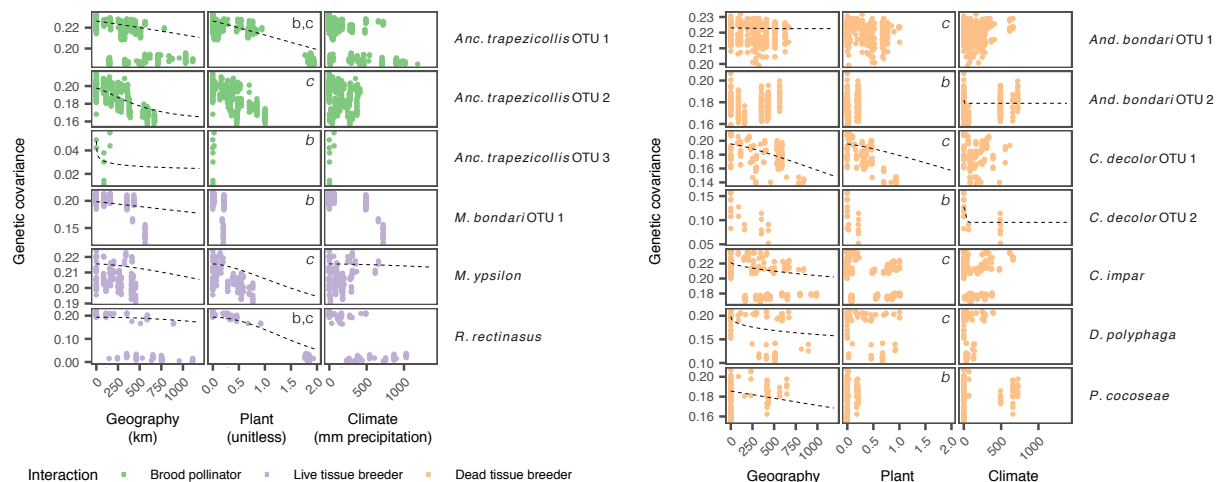 Genetic covariance
0.22
0.20
b,c
Anc. trapezicollis OTU 1
0.20
0.18
0.16
c
Anc. trapezicollis OTU 2
0.04
0.02
b
Anc. trapezicollis OTU 3
0.20
0.15
b
M. bondari OTU 1
0.22
0.21
0.20
0.19
c
M. ypsilon
0.20
0.10
0.00
b,c
R. rectinasus
0 250 500 750 1000
0.0 0.5 1.0 1.5 2.0
0 500 1000
Geography
(km)
Plant
(unitless)
Climate
(mm precipitation)
Interaction Brood pollinator Live tissue breeder Dead tissue breeder
Genetic covariance
0.23
0.22
0.21
0.20
c
And. bondari OTU 1
0.20
0.18
0.16
b
And. bondari OTU 2
0.20
0.18
0.16
0.14
c
C. decolor OTU 1
0.15
0.10
0.05
b
C. decolor OTU 2
0.22
0.20
0.18
c
C. impar
0.20
0.15
0.10
c
D. polyphaga
0.20
0.18
0.16
b
P. cocoseae
0 250 500 750 1000
0.0 0.5 1.0 1.5 2.0
0 500 1000
Geography
Plant
Climate